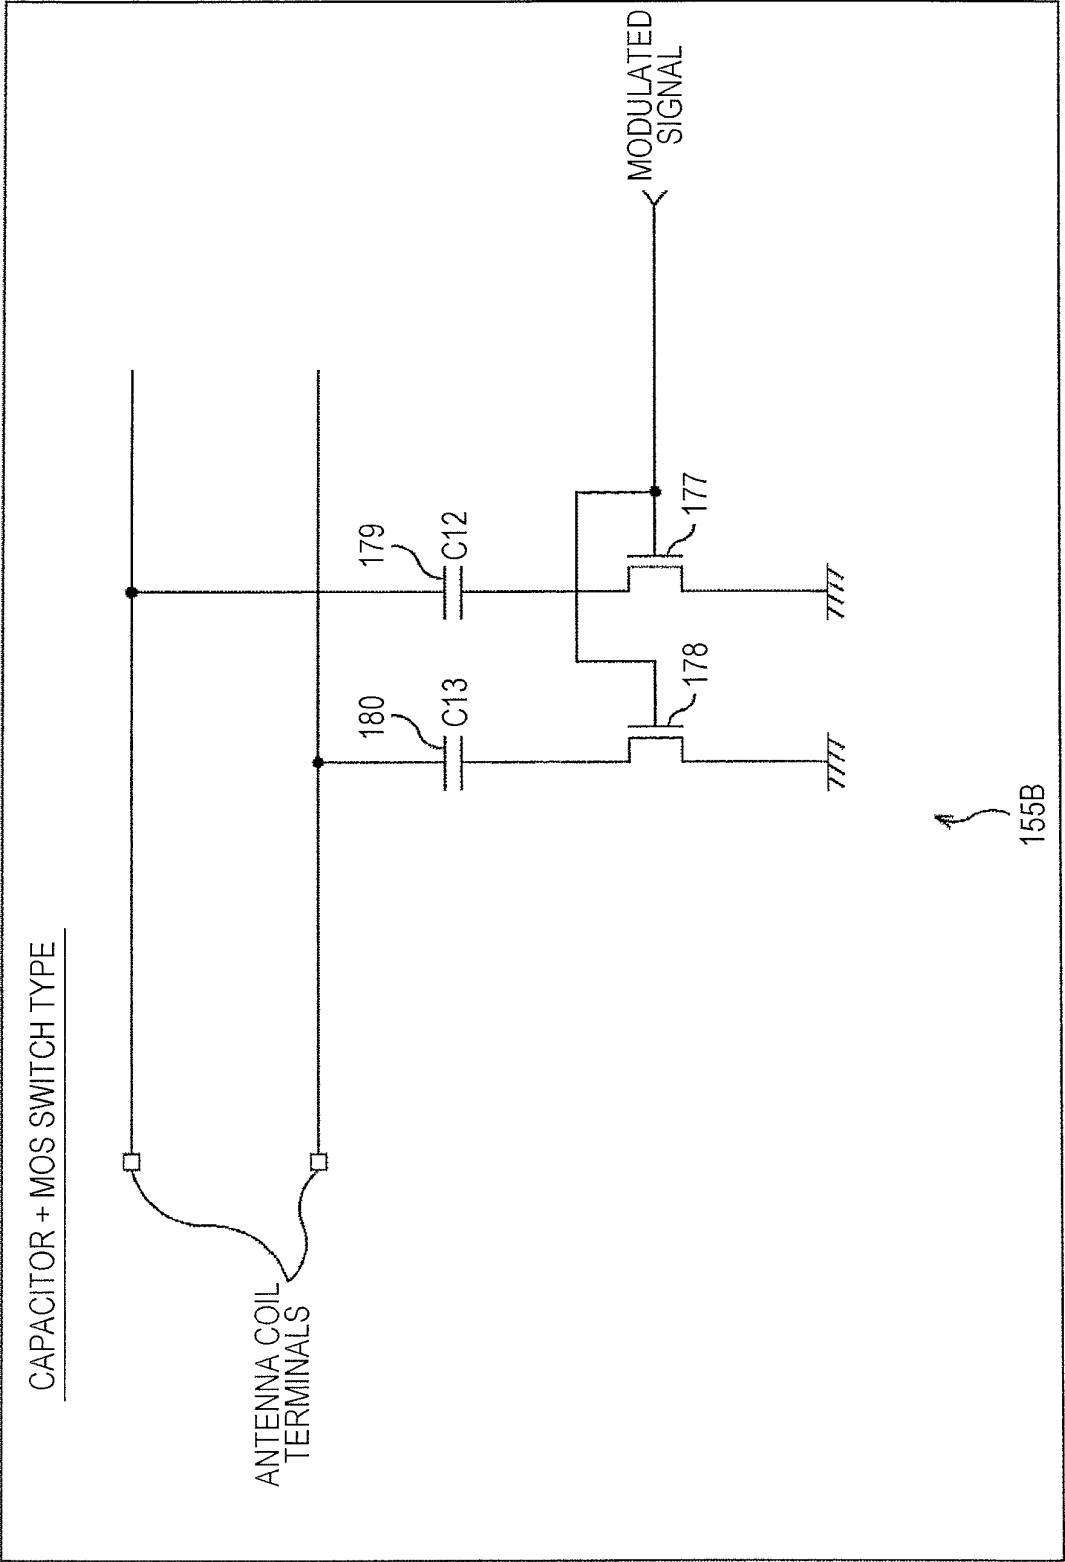 CAPACITOR + MOS SWITCH TYPE
ANTENNA COIL
TERMINALS
180
C13
179
C12
178
177
MODULATED
SIGNAL
155B